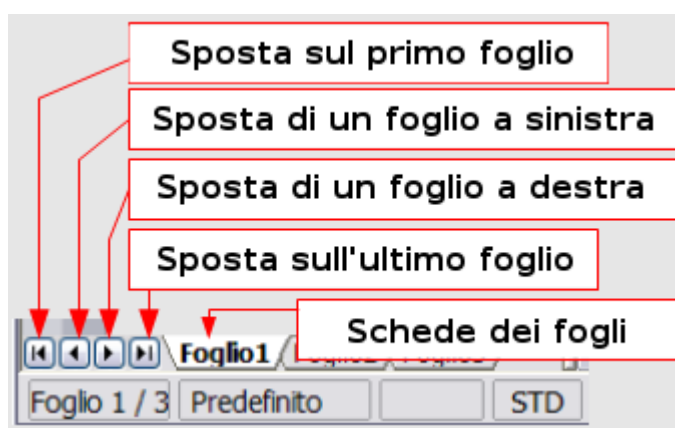 Sposta sul primo foglio
Sposta di un foglio a sinistra
Sposta di un foglio a destra
Sposta sull'ultimo foglio
Schede dei fogli
Foglio1
Foglio 1 / 3 Predefinito STD